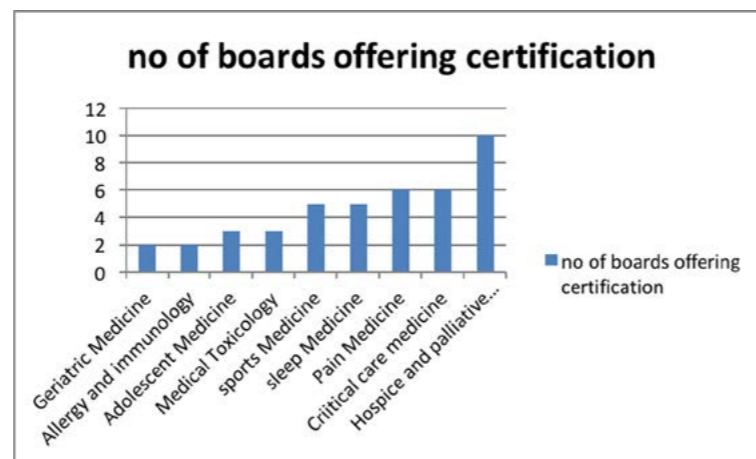 no of boards offering certification
12
10
8
6
4
2
0
Geriatric Medicine
Allergy and immunology
Adolescent Medicine
Medical Toxicology
sports Medicine
sleep Medicine
Pain Medicine
Criitical care medicine
Hospice and palliative...
no of boards offering
certification